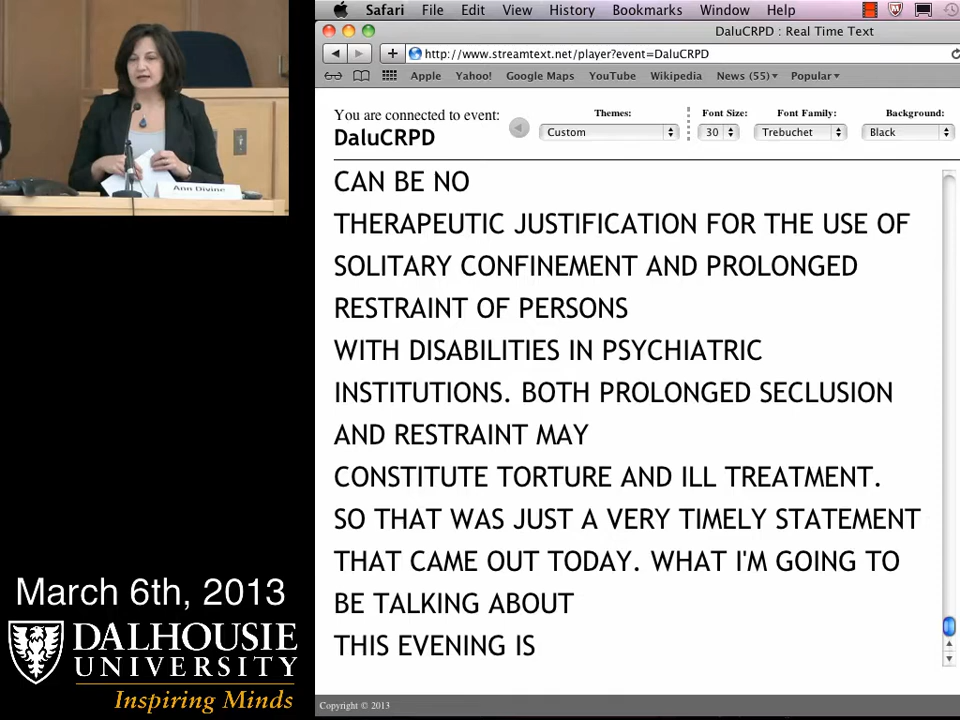 Safari File Edit View History Bookmarks Window Help
DaluCRPD : Real Time Text
http://www.streamtext.net/player?event=DaluCRPD
Apple Yahoo! Google Maps YouTube Wikipedia News (55) Popular
You are connected to event:
DaluCRPD
Themes:
Custom
Font Size:
30
Font Family:
Trebuchet
Background:
Black
CAN BE NO
THERAPEUTIC JUSTIFICATION FOR THE USE OF
SOLITARY CONFINEMENT AND PROLONGED
RESTRAINT OF PERSONS
WITH DISABILITIES IN PSYCHIATRIC
INSTITUTIONS. BOTH PROLONGED SECLUSION
AND RESTRAINT MAY
CONSTITUTE TORTURE AND ILL TREATMENT.
SO THAT WAS JUST A VERY TIMELY STATEMENT
THAT CAME OUT TODAY. WHAT I'M GOING TO
BE TALKING ABOUT
THIS EVENING IS
Copyright © 2013
Ann Divine
March 6th, 2013
DALHOUSIE
UNIVERSITY
Inspiring Minds